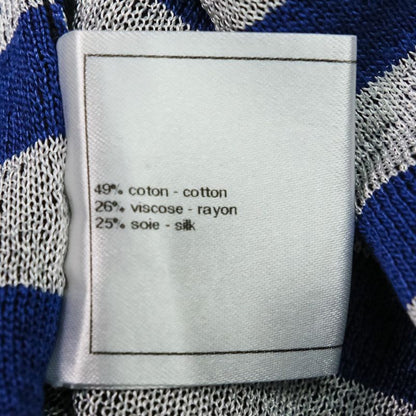 49% coton - cotton
26% viscose - rayon
25% soie - silk